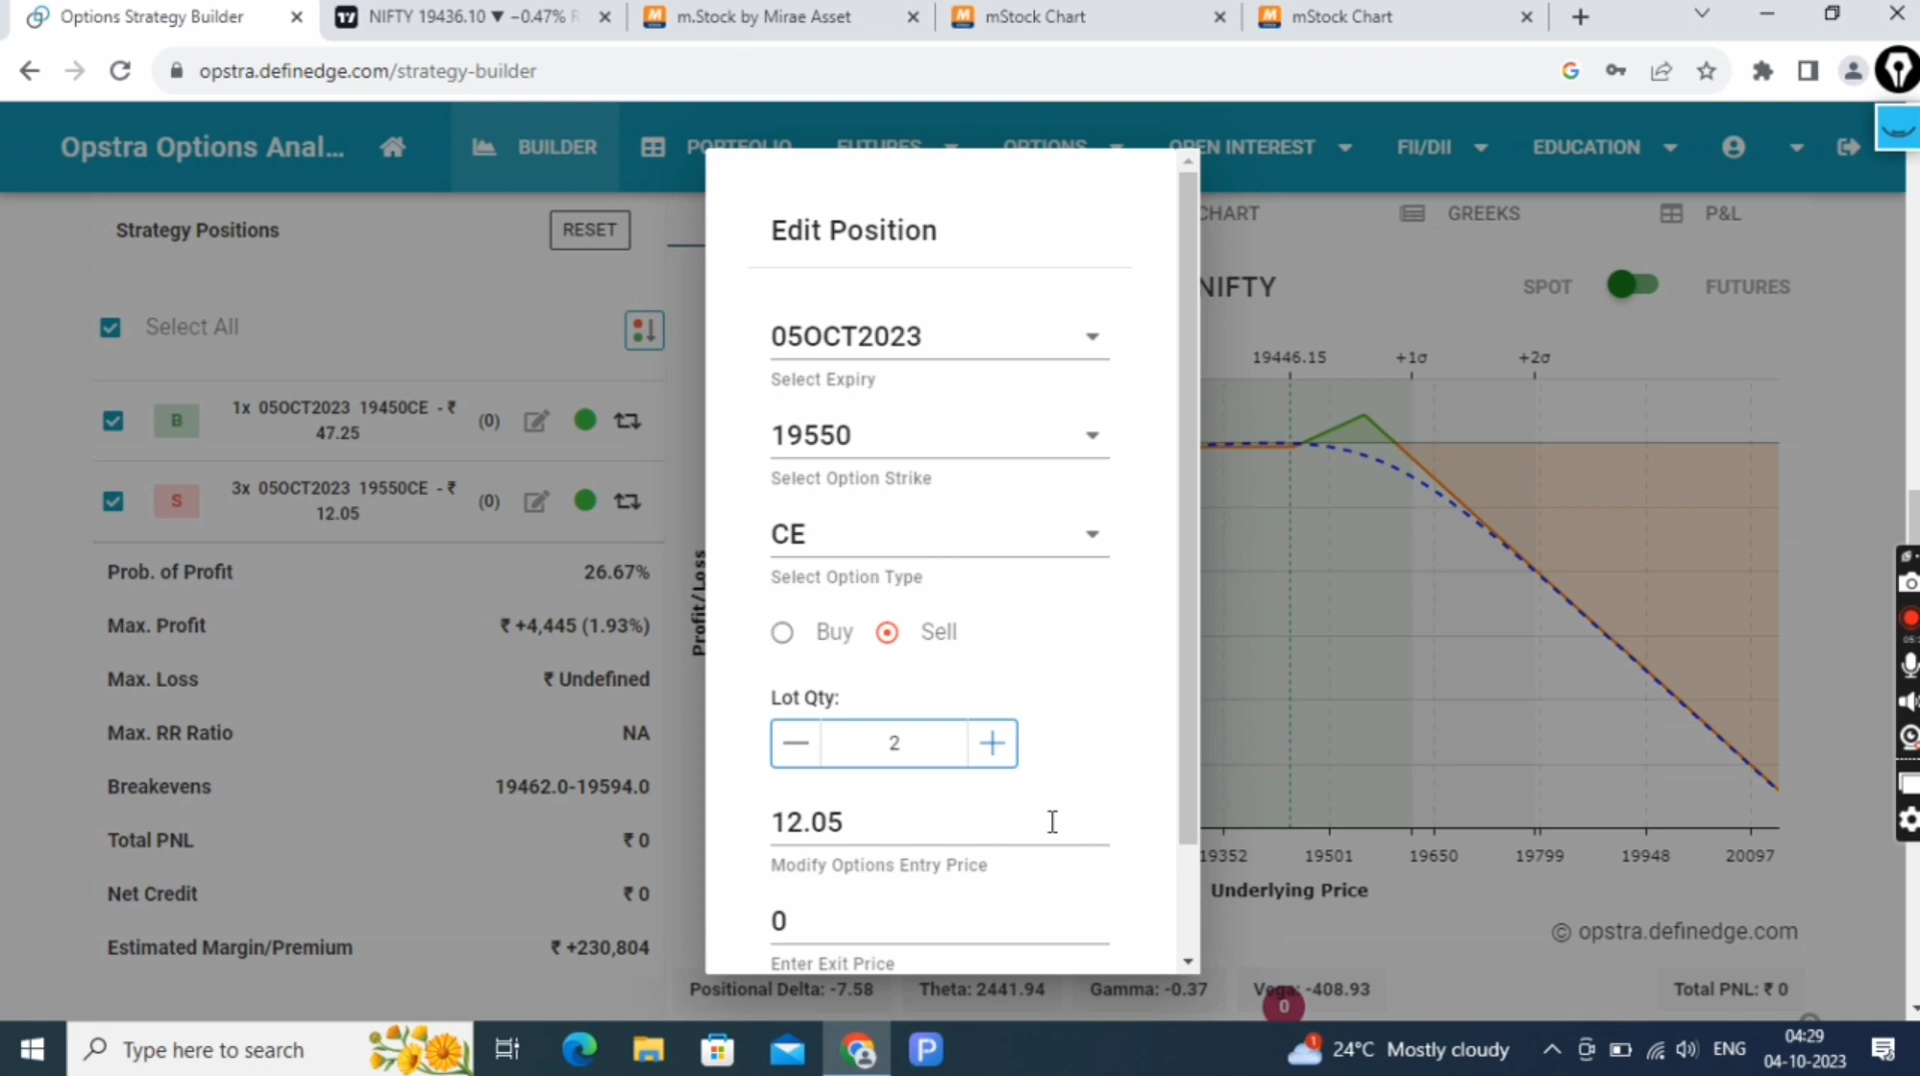 Options Strategy Builder
NIFTY 19436.10 ▼ −0.47% R
m.Stock by Mirae Asset
mStock Chart
mStock Chart
opstra.definedge.com/strategy-builder
Opstra Options Anal...
BUILDER
PORTFOLIO
FUTURES
OPTIONS
OPEN INTEREST
FII/DII
EDUCATION
Strategy Positions
RESET
Select All
B
1x 05OCT2023 19450CE - ₹
47.25
(0)
S
3x 05OCT2023 19550CE - ₹
12.05
(0)
Prob. of Profit
26.67%
Max. Profit
₹ +4,445 (1.93%)
Max. Loss
₹ Undefined
Max. RR Ratio
NA
Breakevens
19462.0-19594.0
Total PNL
₹ 0
Net Credit
₹ 0
Estimated Margin/Premium
₹ +230,804
Edit Position
05OCT2023
Select Expiry
19550
Select Option Strike
CE
Select Option Type
Buy
Sell
Lot Qty:
2
12.05
Modify Options Entry Price
0
Enter Exit Price
CHART
GREEKS
P&L
NIFTY
SPOT
FUTURES
19446.15
+1σ
+2σ
Profit/Loss
19352
19501
19650
19799
19948
20097
Underlying Price
© opstra.definedge.com
Positional Delta: -7.58
Theta: 2441.94
Gamma: -0.37
Vega: -408.93
0
Total PNL: ₹ 0
Type here to search
P
1
24°C Mostly cloudy
ENG
04:29
04-10-2023